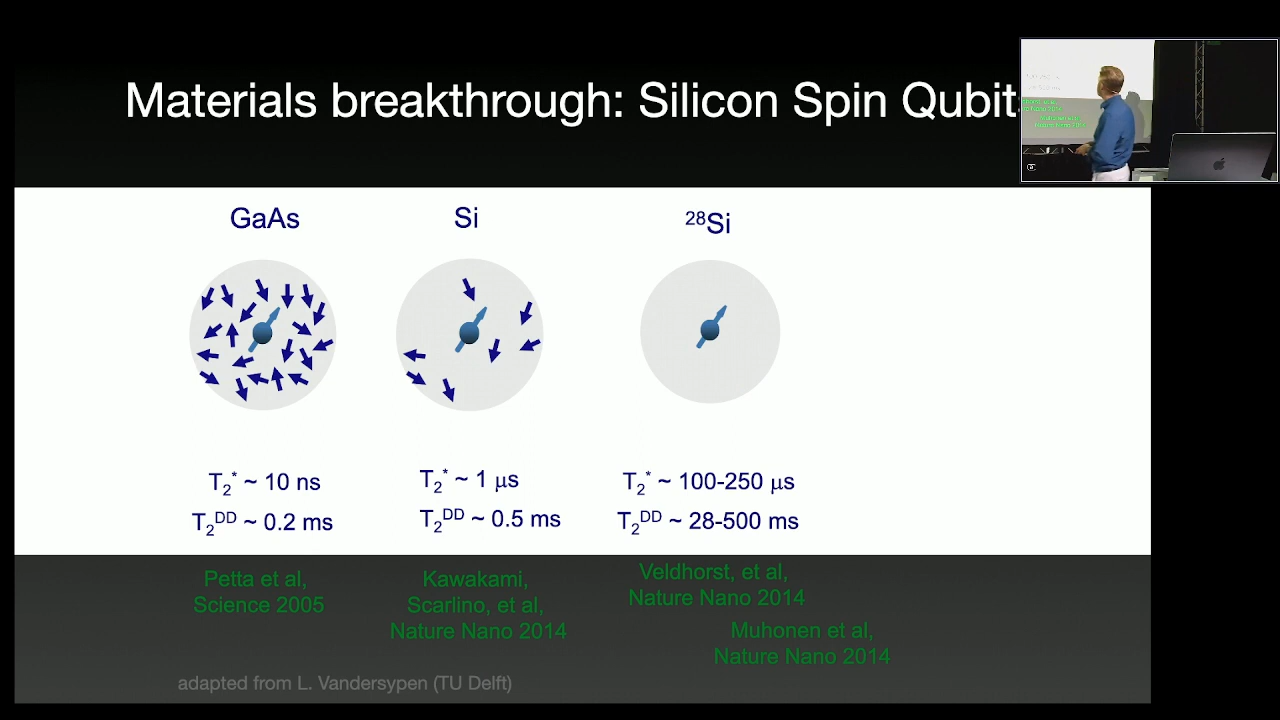 Materials breakthrough: Silicon Spin Qubit
GaAs
Si
²⁸Si
T₂* ~ 10 ns
T₂ᴰᴰ ~ 0.2 ms
T₂* ~ 1 μs
T₂ᴰᴰ ~ 0.5 ms
T₂* ~ 100-250 μs
T₂ᴰᴰ ~ 28-500 ms
Petta et al,
Science 2005
Kawakami,
Scarlino, et al,
Nature Nano 2014
Veldhorst, et al,
Nature Nano 2014
Muhonen et al,
Nature Nano 2014
adapted from L. Vandersypen (TU Delft)